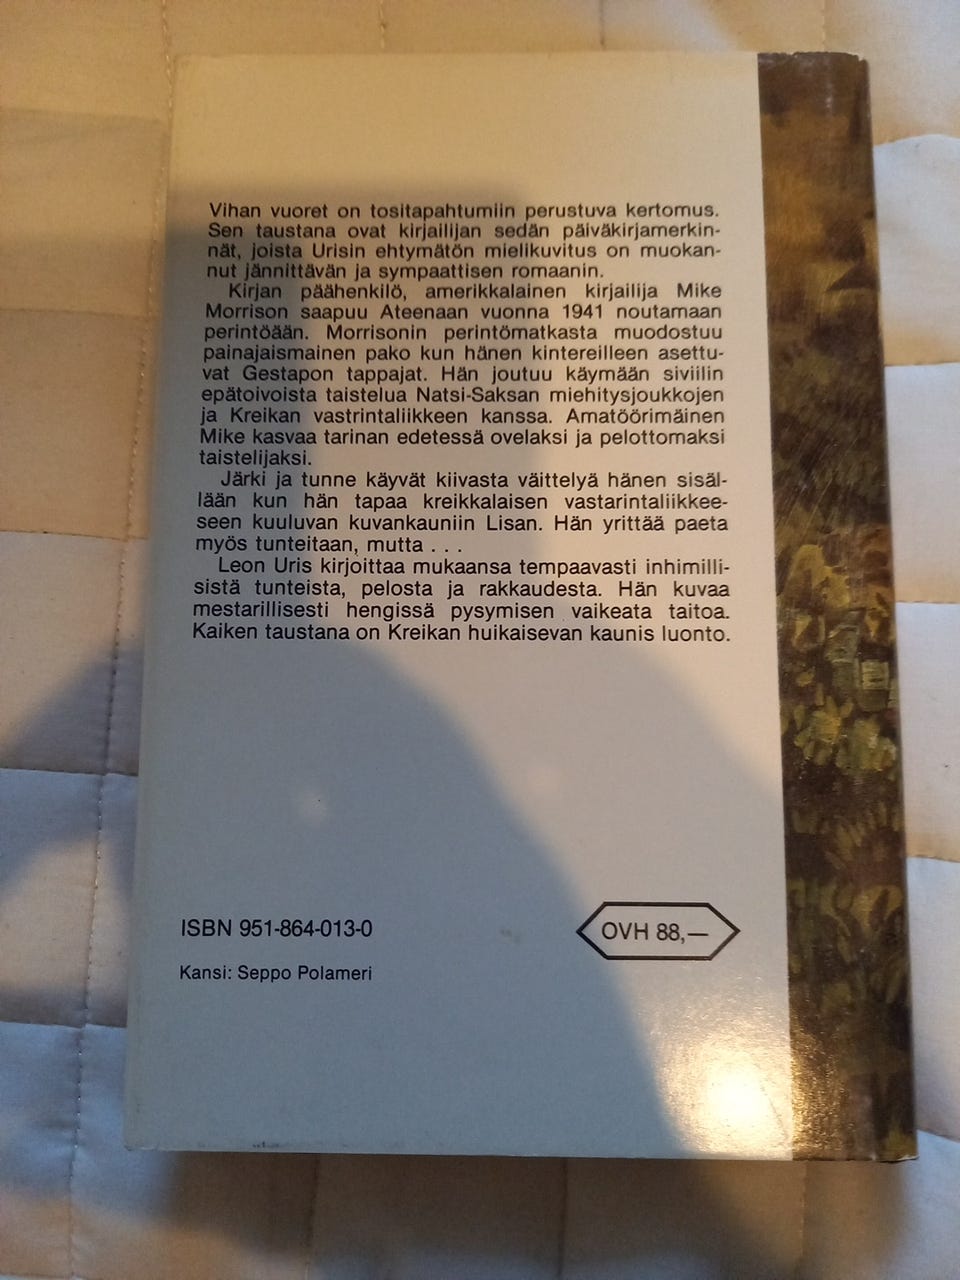 Vihan vuoret on tositapahtumiin perustuva kertomus.
Sen taustana ovat kirjailijan sedän päiväkirjamerkin-
nät, joista Urisin ehtymätön mielikuvitus on muokan-
nut jännittävän ja sympaattisen romaanin.
Kirjan päähenkilö, amerikkalainen kirjailija Mike
Morrison saapuu Ateenaan vuonna 1941 noutamaan
perintöään. Morrisonin perintömatkasta muodostuu
painajaismainen pako kun hänen kintereilleen asettu-
vat Gestapon tappajat. Hän joutuu käymään siviilin
epätoivoista taistelua Natsi-Saksan miehitysjoukkojen
ja Kreikan vastrintaliikkeen kanssa. Amatöörimäinen
Mike kasvaa tarinan edetessä ovelaksi ja pelottomaksi
taistelijaksi.
Järki ja tunne käyvät kiivasta väittelyä hänen sisäl-
lään kun hän tapaa kreikkalaisen vastarintaliikkee-
seen kuuluvan kuvankauniin Lisan. Hän yrittää paeta
myös tunteitaan, mutta . . .
Leon Uris kirjoittaa mukaansa tempaavasti inhimilli-
sistä tunteista, pelosta ja rakkaudesta. Hän kuvaa
mestarillisesti hengissä pysymisen vaikeata taitoa.
Kaiken taustana on Kreikan huikaisevan kaunis luonto.
ISBN 951-864-013-0
OVH 88,—
Kansi: Seppo Polameri